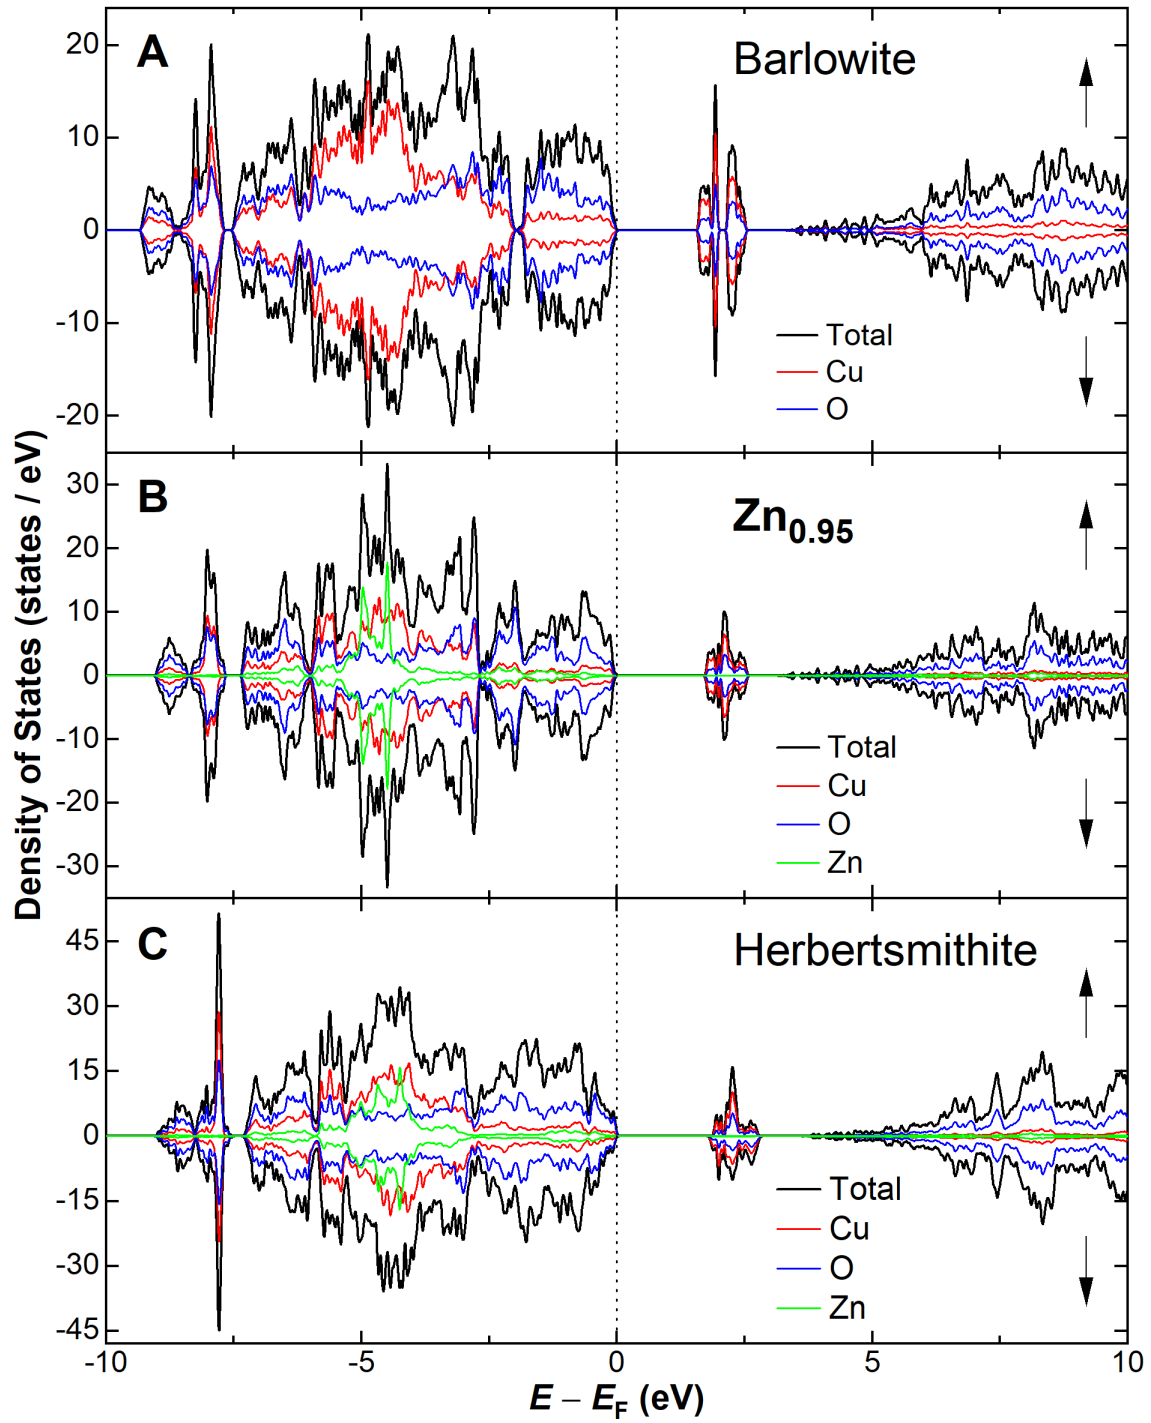 Density of States (states / eV)
A
Barlowite
20
10
0
-10
-20
Total
Cu
O
B
Zn0.95
30
20
10
0
-10
-20
-30
Total
Cu
O
Zn
C
Herbertsmithite
45
30
15
0
-15
-30
-45
Total
Cu
O
Zn
-10 -5 0 5 10
E – EF (eV)